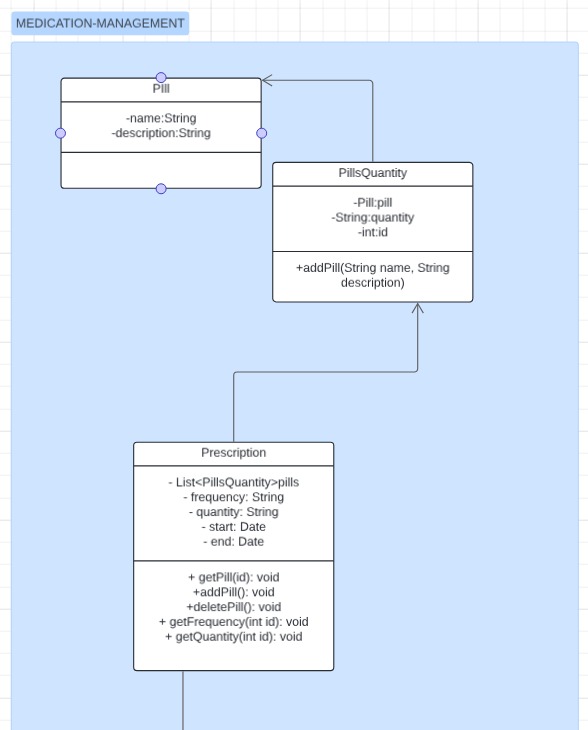 MEDICATION-MANAGEMENT
PIll
-name:String
-description:String
PillsQuantity
-Pill:pill
-String:quantity
-int:id
+addPill(String name, String
description)
Prescription
- List<PillsQuantity>pills
- frequency: String
- quantity: String
- start: Date
- end: Date
+ getPill(id): void
+addPill(): void
+deletePill(): void
+ getFrequency(int id): void
+ getQuantity(int id): void